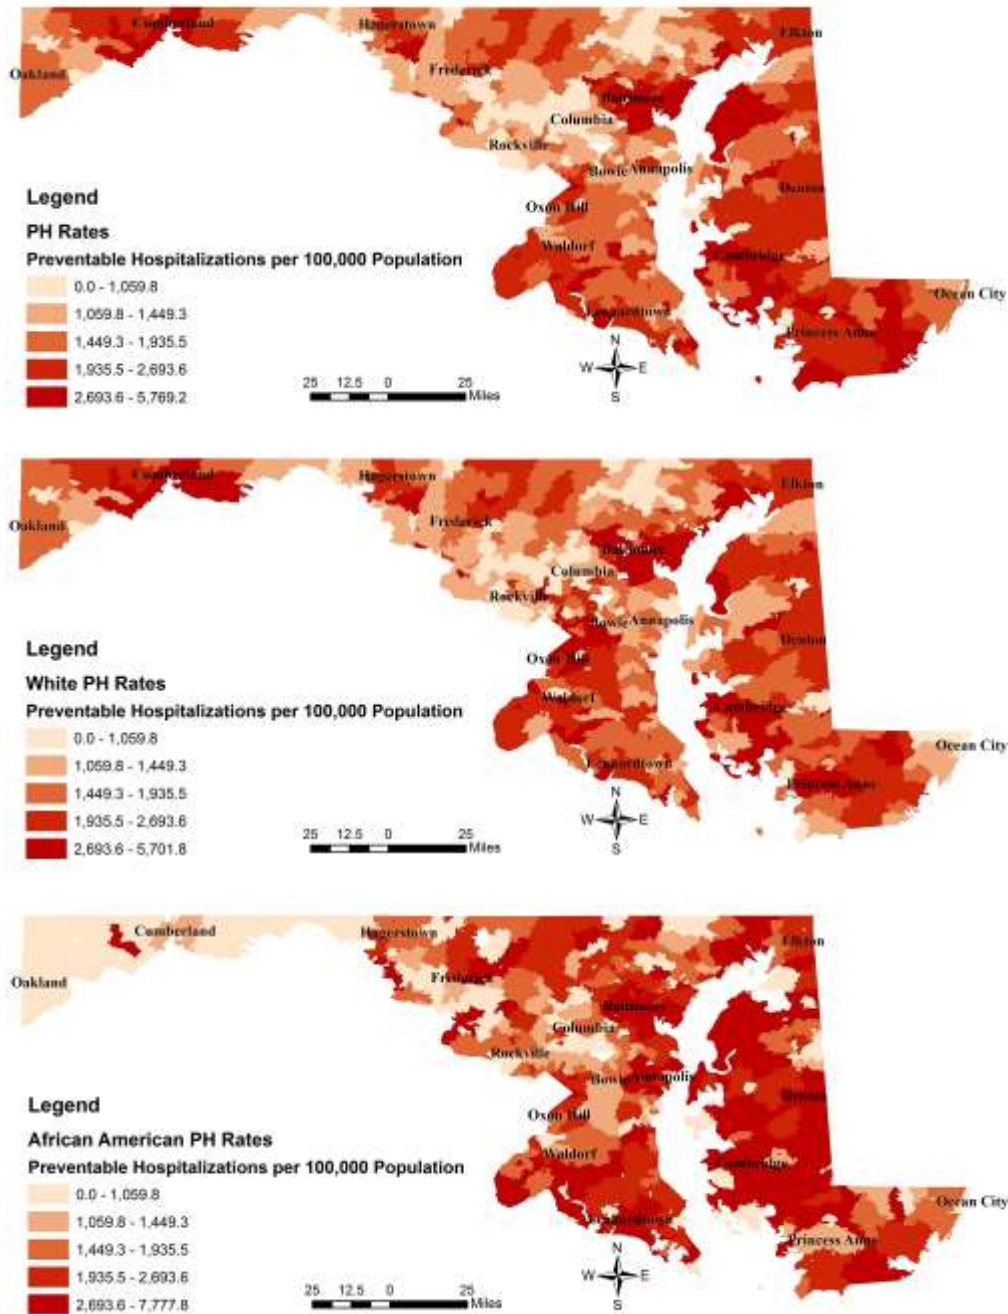 Cumberland
Hagerstown
Elkton
Oakland
Frederick
Baltimore
Columbia
Rockville
Bowie Annapolis
Denton
Oxon Hill
Waldorf
Cambridge
Ocean City
Leonardtown
Princess Anne
Legend
PH Rates
Preventable Hospitalizations per 100,000 Population
0.0 - 1,059.8
1,059.8 - 1,449.3
1,449.3 - 1,935.5
1,935.5 - 2,693.6
2,693.6 - 5,769.2
N
W E
S
25 12.5 0 25
Miles
Cumberland
Hagerstown
Elkton
Oakland
Frederick
Baltimore
Columbia
Rockville
Bowie Annapolis
Denton
Oxon Hill
Waldorf
Cambridge
Ocean City
Leonardtown
Princess Anne
Legend
White PH Rates
Preventable Hospitalizations per 100,000 Population
0.0 - 1,059.8
1,059.8 - 1,449.3
1,449.3 - 1,935.5
1,935.5 - 2,693.6
2,693.6 - 5,701.8
N
W E
S
25 12.5 0 25
Miles
Cumberland
Hagerstown
Elkton
Oakland
Frederick
Baltimore
Columbia
Rockville
Bowie Annapolis
Denton
Oxon Hill
Waldorf
Cambridge
Ocean City
Leonardtown
Princess Anne
Legend
African American PH Rates
Preventable Hospitalizations per 100,000 Population
0.0 - 1,059.8
1,059.8 - 1,449.3
1,449.3 - 1,935.5
1,935.5 - 2,693.6
2,693.6 - 7,777.8
N
W E
S
25 12.5 0 25
Miles